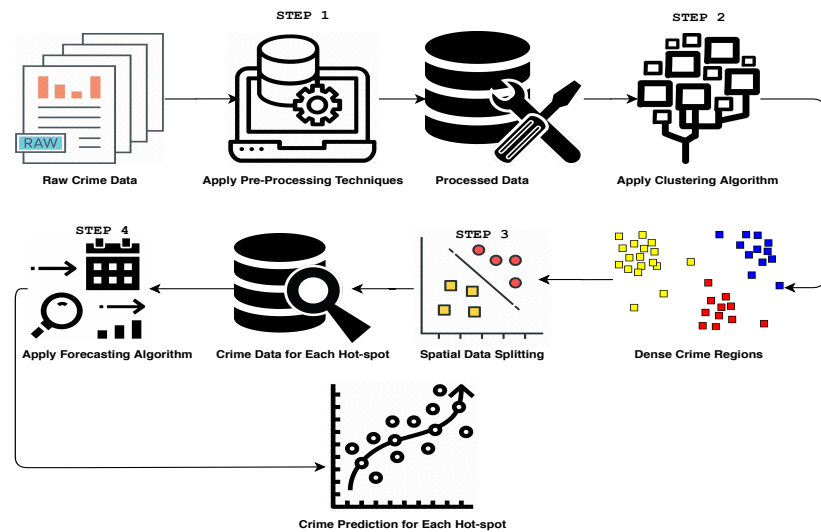 STEP 1
STEP 2
RAW
Raw Crime Data
Apply Pre-Processing Techniques
Processed Data
Apply Clustering Algorithm
STEP 4
STEP 3
Apply Forecasting Algorithm
Crime Data for Each Hot-spot
Spatial Data Splitting
Dense Crime Regions
Crime Prediction for Each Hot-spot